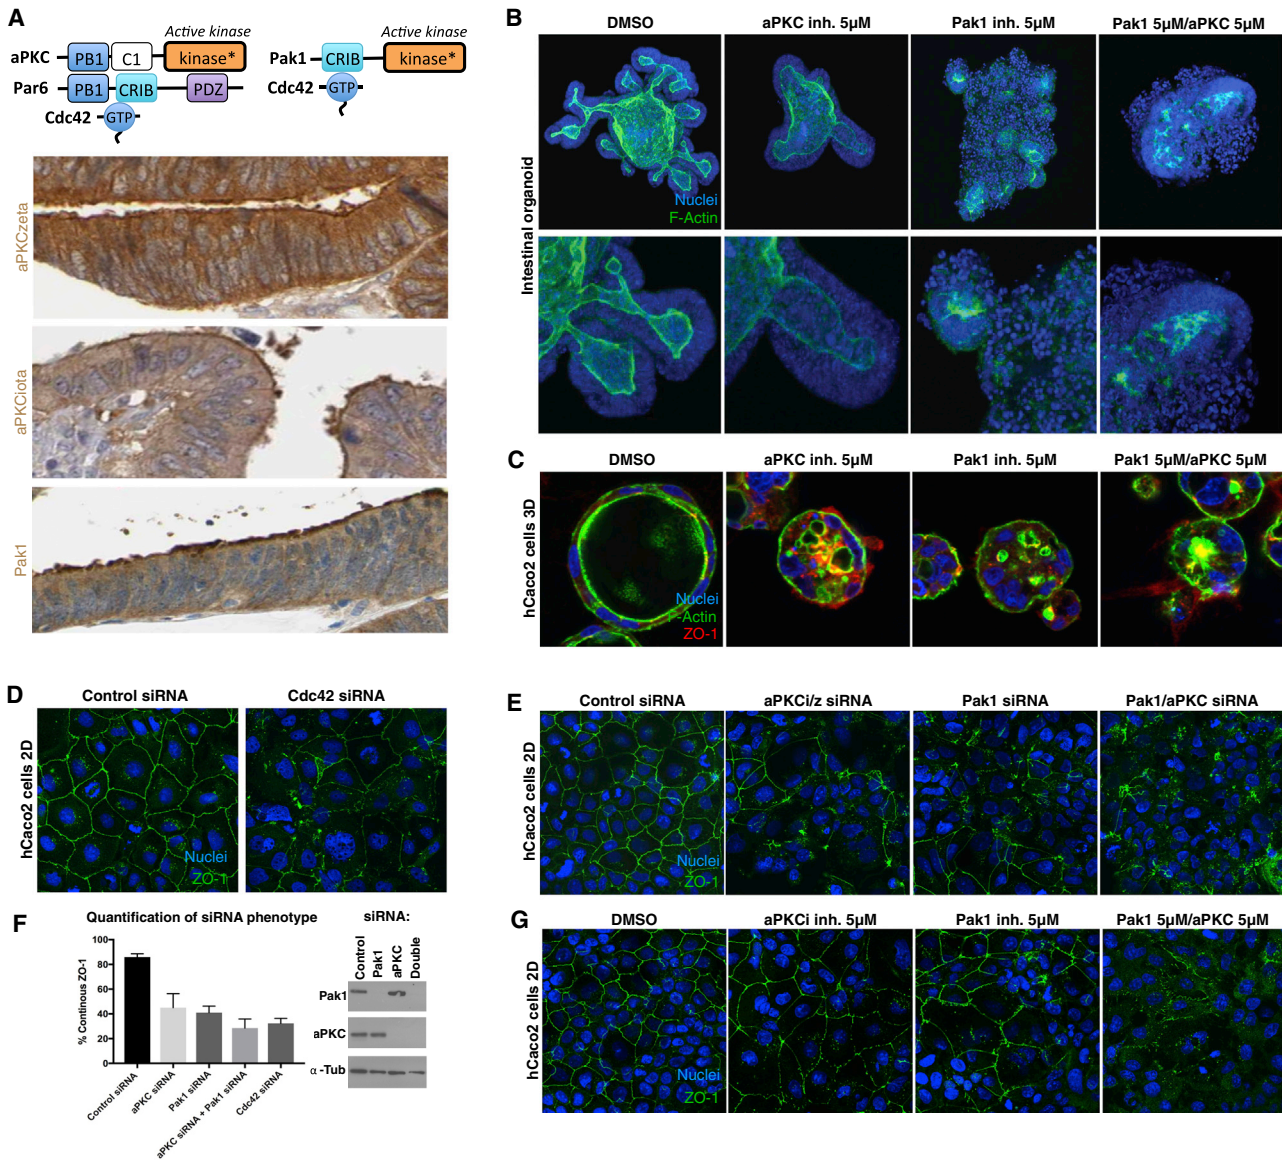 A
Active kinase
aPKC PB1 C1 kinase*
Par6 PB1 CRIB PDZ
Cdc42 GTP
Active kinase
Pak1 CRIB kinase*
Cdc42 GTP
aPKCzeta
aPKCiota
Pak1
B
DMSO aPKC inh. 5µM Pak1 inh. 5µM Pak1 5µM/aPKC 5µM
Intestinal organoid
Nuclei
F-Actin
C
DMSO aPKC inh. 5µM Pak1 inh. 5µM Pak1 5µM/aPKC 5µM
hCaco2 cells 3D
Nuclei
F-Actin
ZO-1
D
Control siRNA Cdc42 siRNA
hCaco2 cells 2D
Nuclei
ZO-1
E
Control siRNA aPKCi/z siRNA Pak1 siRNA Pak1/aPKC siRNA
hCaco2 cells 2D
Nuclei
ZO-1
F
Quantification of siRNA phenotype
% Continous ZO-1
100
80
60
40
20
0
Control siRNA
aPKC siRNA
Pak1 siRNA
aPKC siRNA + Pak1 siRNA
Cdc42 siRNA
siRNA:
Control
Pak1
aPKC
Double
Pak1
aPKC
α -Tub
G
DMSO aPKCi inh. 5µM Pak1 inh. 5µM Pak1 5µM/aPKC 5µM
hCaco2 cells 2D
Nuclei
ZO-1